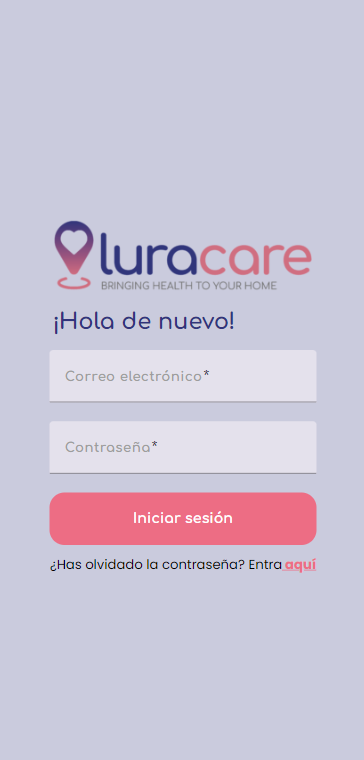 luracare
BRINGING HEALTH TO YOUR HOME
¡Hola de nuevo!
Correo electrónico*
Contraseña*
Iniciar sesión
¿Has olvidado la contraseña? Entra aquí